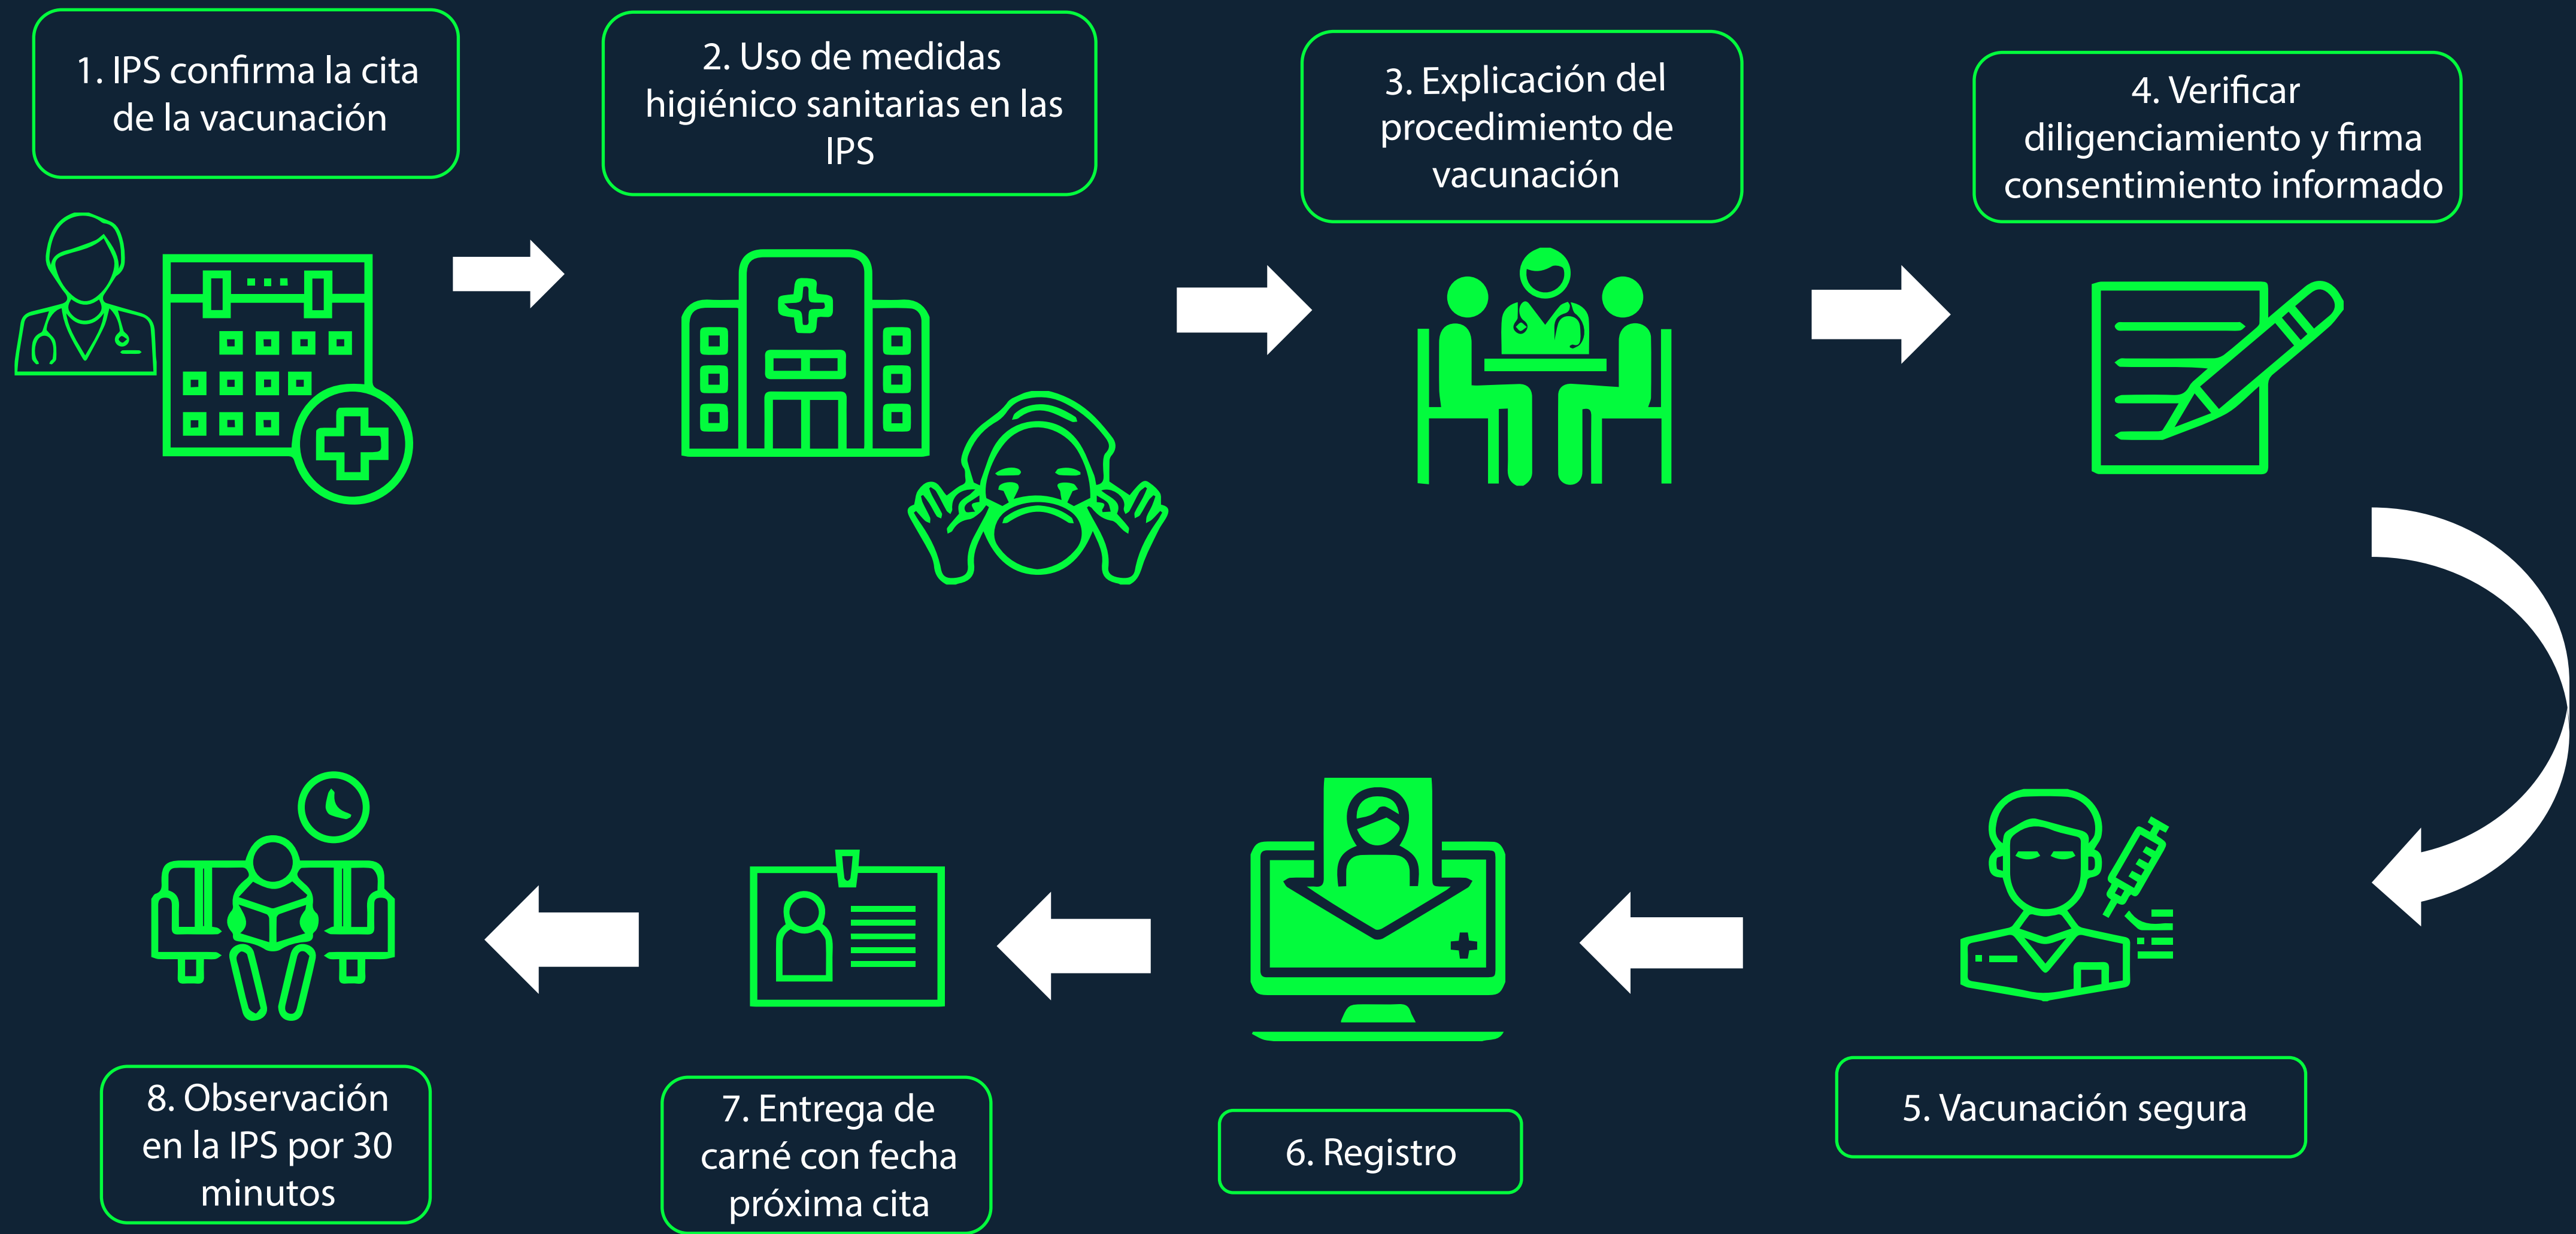 1. IPS confirma la cita
de la vacunación
2. Uso de medidas
higiénico sanitarias en las
IPS
3. Explicación del
procedimiento de
vacunación
4. Verificar
diligenciamiento y firma
consentimiento informado
5. Vacunación segura
6. Registro
7. Entrega de
carné con fecha
próxima cita
8. Observación
en la IPS por 30
minutos